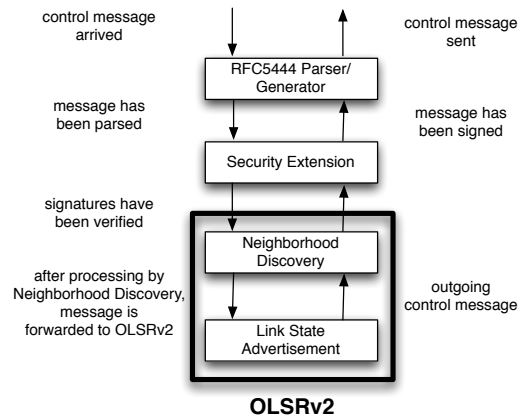 control message
arrived
control message
sent
RFC5444 Parser/
Generator
message has
been parsed
message has
been signed
Security Extension
signatures have
been verified
Neighborhood
Discovery
after processing by
Neighborhood Discovery,
message is
forwarded to OLSRv2
outgoing
control message
Link State
Advertisement
OLSRv2